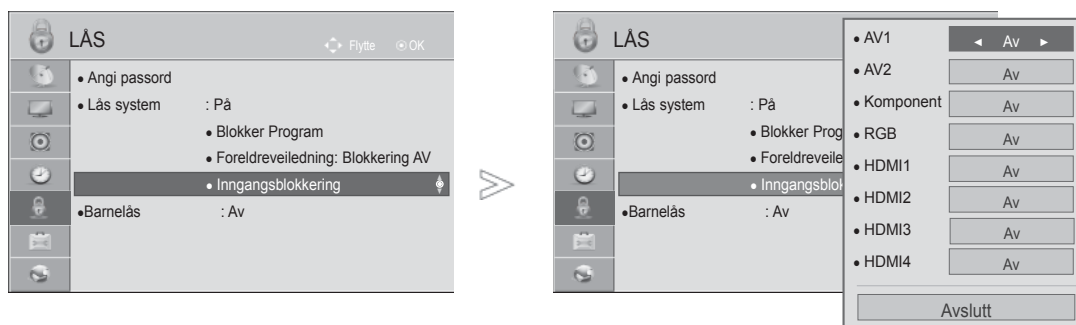 LÅS
Flytte
OK
• Angi passord
• Lås system : På
• Blokker Program
• Foreldreveiledning: Blokkering AV
• Inngangsblokkering
•Barnelås : Av
LÅS
• Angi passord
• Lås system : På
• Blokker Prog
• Foreldreveile
• Inngangsblok
•Barnelås : Av
• AV1 ◄ Av ►
• AV2 Av
• Komponent Av
• RGB Av
• HDMI1 Av
• HDMI2 Av
• HDMI3 Av
• HDMI4 Av
Avslutt